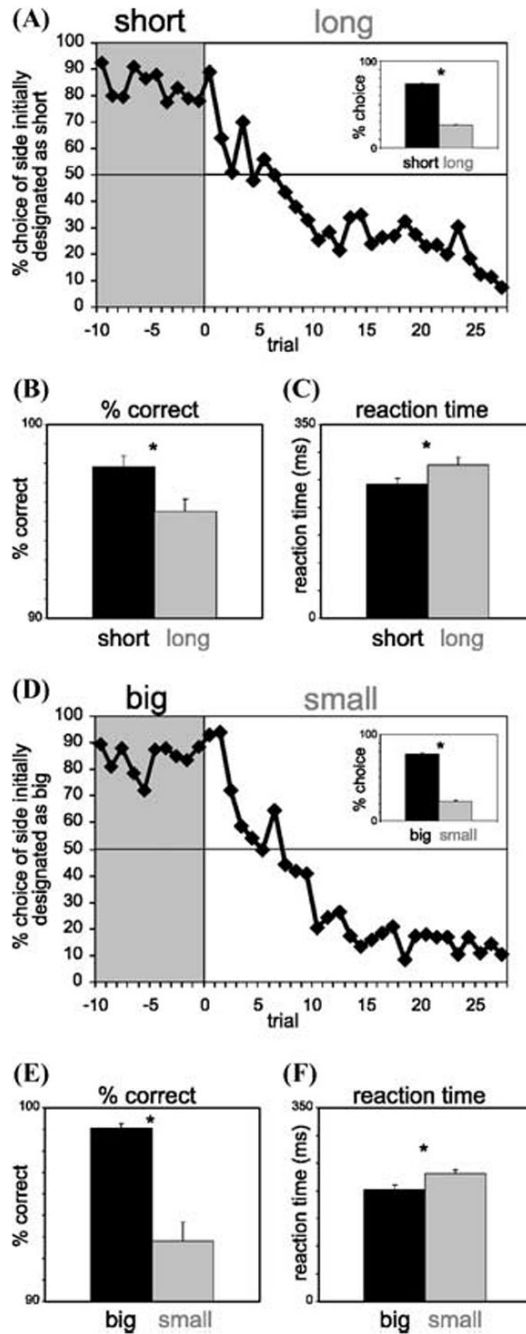 (A)
short long
% choice of side initially
designated as short
100
90
80
70
60
50
40
30
20
10
0
-10 -5 0 5 10 15 20 25
trial
% choice
100
0
*
short long
(B)
% correct
% correct
100
90
*
short long
(C)
reaction time
reaction time (ms)
350
0
*
short long
(D)
big small
% choice of side initially
designated as big
100
90
80
70
60
50
40
30
20
10
0
-10 -5 0 5 10 15 20 25
trial
% choice
100
0
*
big small
(E)
% correct
% correct
100
90
*
big small
(F)
reaction time
reaction time (ms)
350
0
*
big small